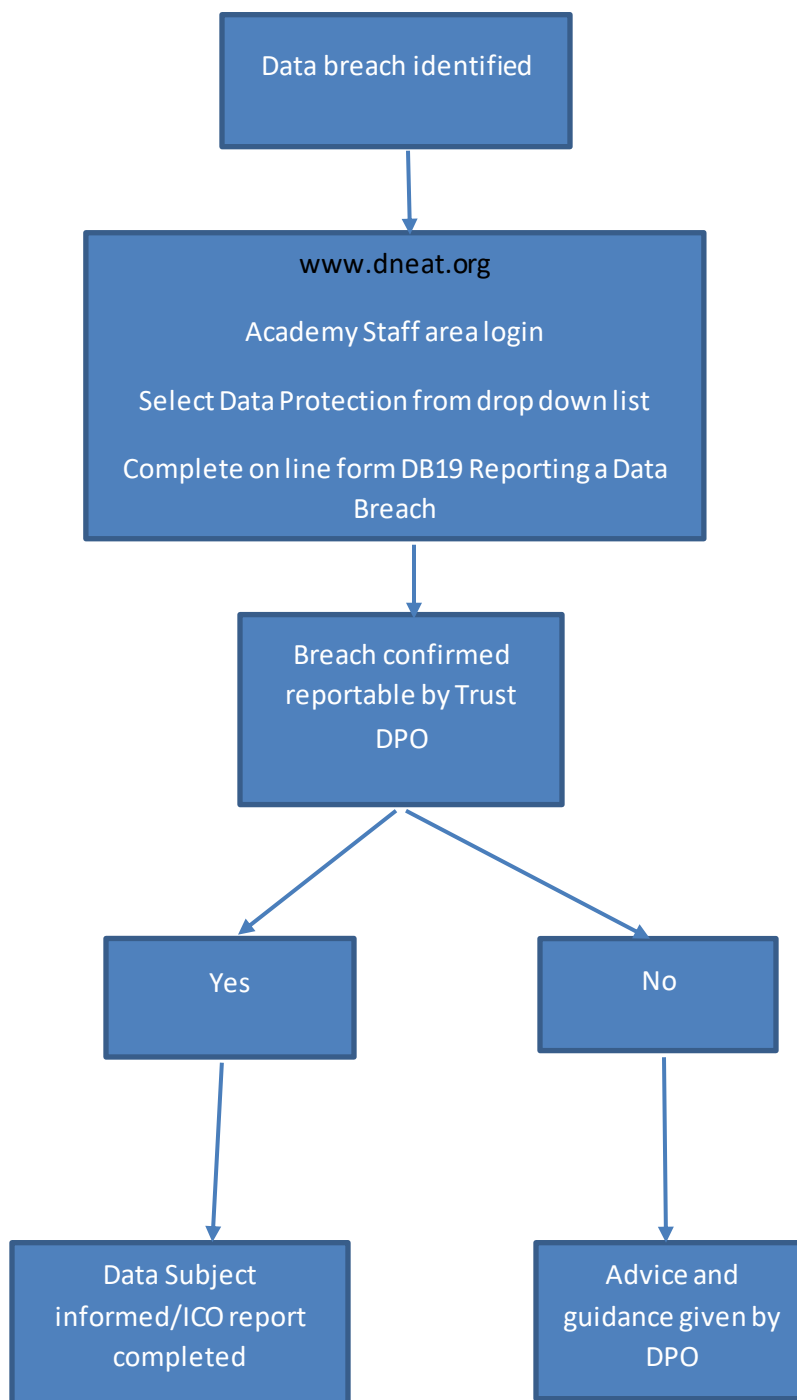 Data breach identified
www.dneat.org
Academy Staff area login
Select Data Protection from drop down list
Complete on line form DB19 Reporting a Data
Breach
Breach confirmed
reportable by Trust
DPO
Yes
No
Data Subject
informed/ICO report
completed
Advice and
guidance given by
DPO